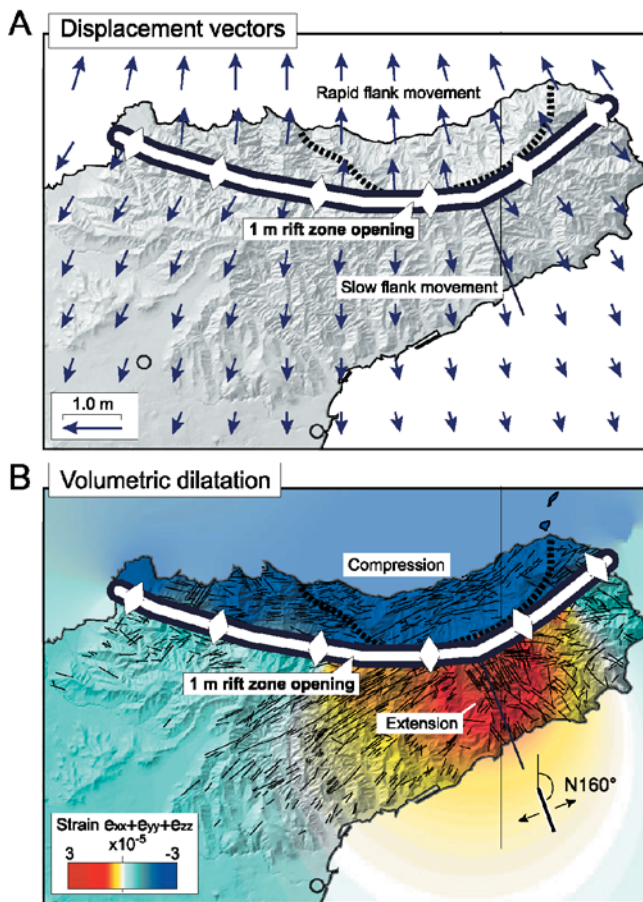 A Displacement vectors
Rapid flank movement
1 m rift zone opening
Slow flank movement
1.0 m
B Volumetric dilatation
Compression
1 m rift zone opening
Extension
N160°
Strain exx+eyy+ezz
x10-5
3 -3